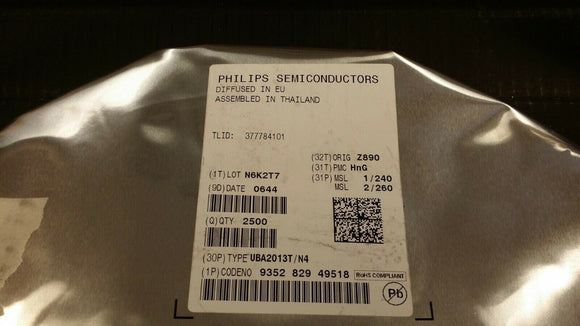 PHILIPS SEMICONDUCTORS
DIFFUSED IN EU
ASSEMBLED IN THAILAND
TLID: 377784101
(32T)ORIG Z890
(31T)PMC HnG
(31P) MSL 1/240
MSL 2/260
(1T)LOT N6K2T7
(9D)DATE 0644
(Q)QTY 2500
(30P)TYPE UBA2013T/N4
(1P)CODENO 9352 829 49518
RoHS COMPLIANT
Pb